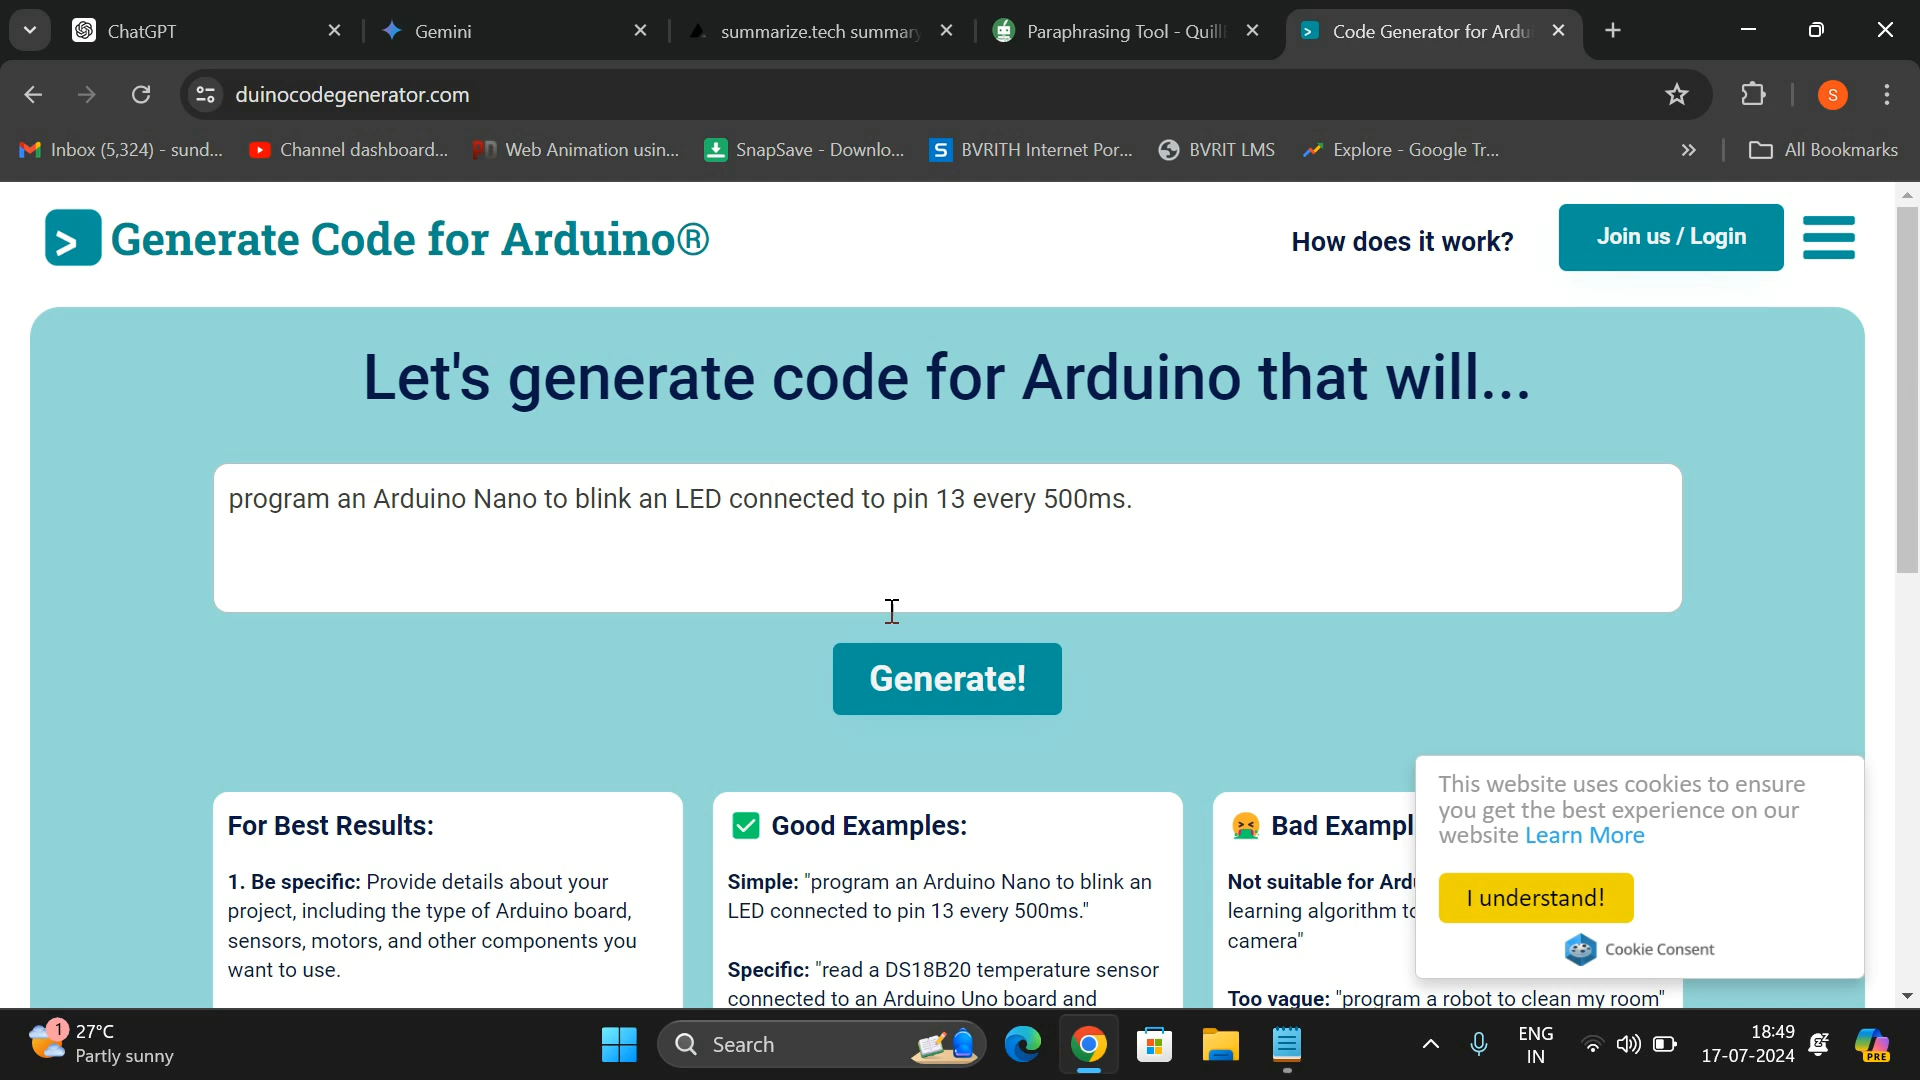 ChatGPT
Gemini
summarize.tech summary
Paraphrasing Tool - Quill
Code Generator for Ardu
duinocodegenerator.com
S
Inbox (5,324) - sund...
Channel dashboard...
Web Animation usin...
SnapSave - Downlo...
BVRITH Internet Por...
BVRIT LMS
Explore - Google Tr...
All Bookmarks
Generate Code for Arduino®
How does it work?
Join us / Login
Let's generate code for Arduino that will...
program an Arduino Nano to blink an LED connected to pin 13 every 500ms.
Generate!
For Best Results:
1. Be specific: Provide details about your
project, including the type of Arduino board,
sensors, motors, and other components you
want to use.
✅ Good Examples:
Simple: "program an Arduino Nano to blink an
LED connected to pin 13 every 500ms."
Specific: "read a DS18B20 temperature sensor
connected to an Arduino Uno board and
🤮 Bad Exampl
Not suitable for Ard
learning algorithm to
camera"
Too vague: "program a robot to clean my room"
This website uses cookies to ensure
you get the best experience on our
website Learn More
I understand!
Cookie Consent
1
27°C
Partly sunny
Search
ENG
IN
18:49
17-07-2024
PRE